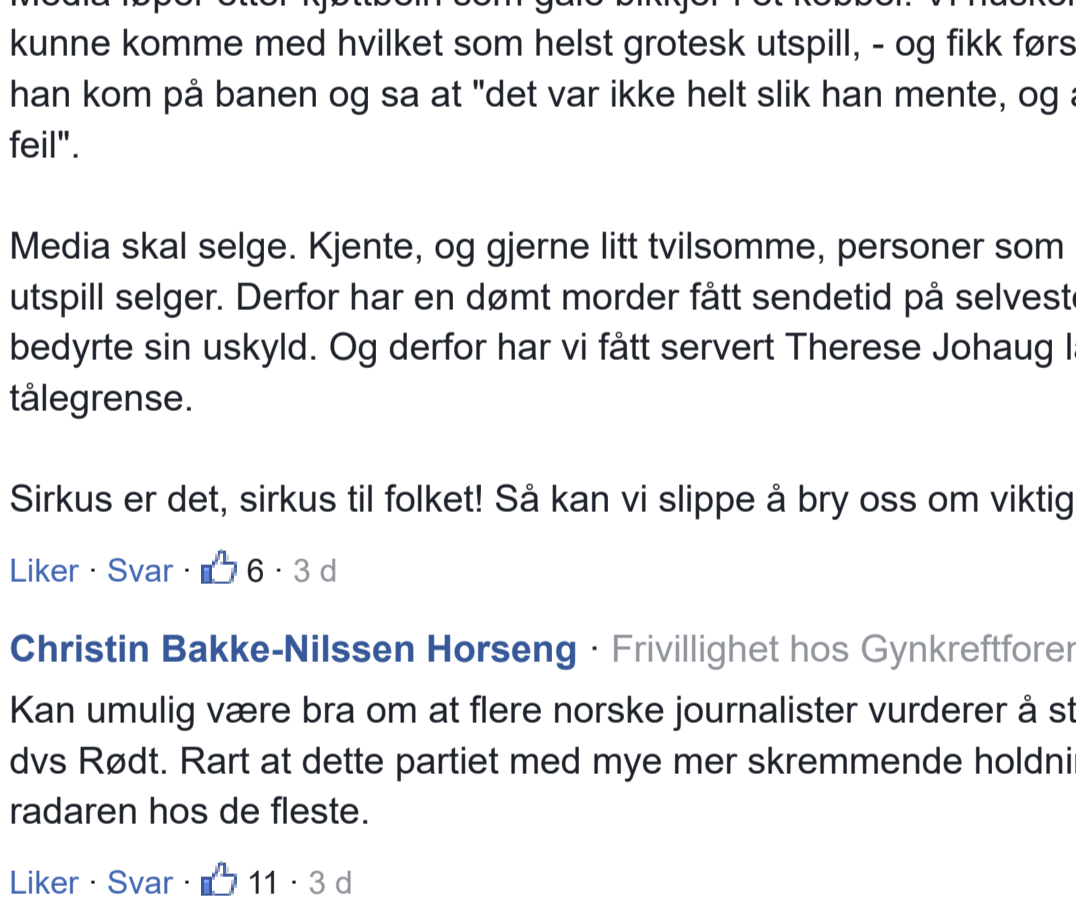 kunne komme med hvilket som helst grotesk utspill, - og fikk førs
han kom på banen og sa at "det var ikke helt slik han mente, og
feil".
Media skal selge. Kjente, og gjerne litt tvilsomme, personer som
utspill selger. Derfor har en dømt morder fått sendetid på selveste
bedyrte sin uskyld. Og derfor har vi fått servert Therese Johaug
tålegrense.
Sirkus er det, sirkus til folket! Så kan vi slippe å bry oss om viktig
Liker · Svar · 6 · 3 d
Christin Bakke-Nilssen Horseng · Frivillighet hos Gynkreftforen
Kan umulig være bra om at flere norske journalister vurderer å st
dvs Rødt. Rart at dette partiet med mye mer skremmende holdni
radaren hos de fleste.
Liker · Svar · 11 · 3 d